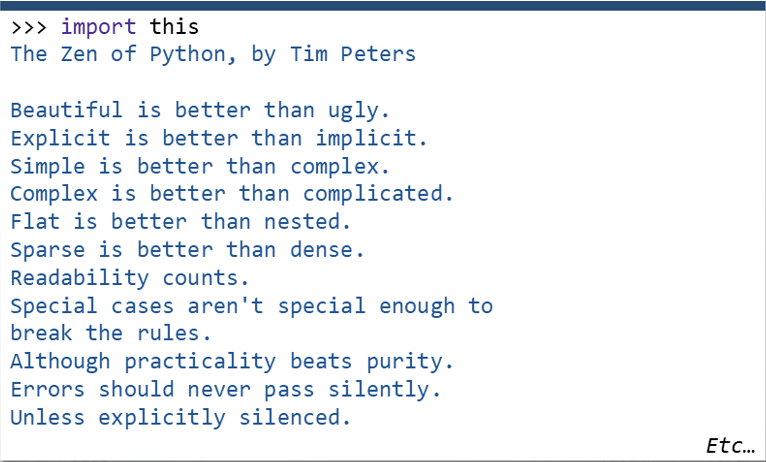 >>> import this
The Zen of Python, by Tim Peters
Beautiful is better than ugly.
Explicit is better than implicit.
Simple is better than complex.
Complex is better than complicated.
Flat is better than nested.
Sparse is better than dense.
Readability counts.
Special cases aren't special enough to
break the rules.
Although practicality beats purity.
Errors should never pass silently.
Unless explicitly silenced.
Etc…